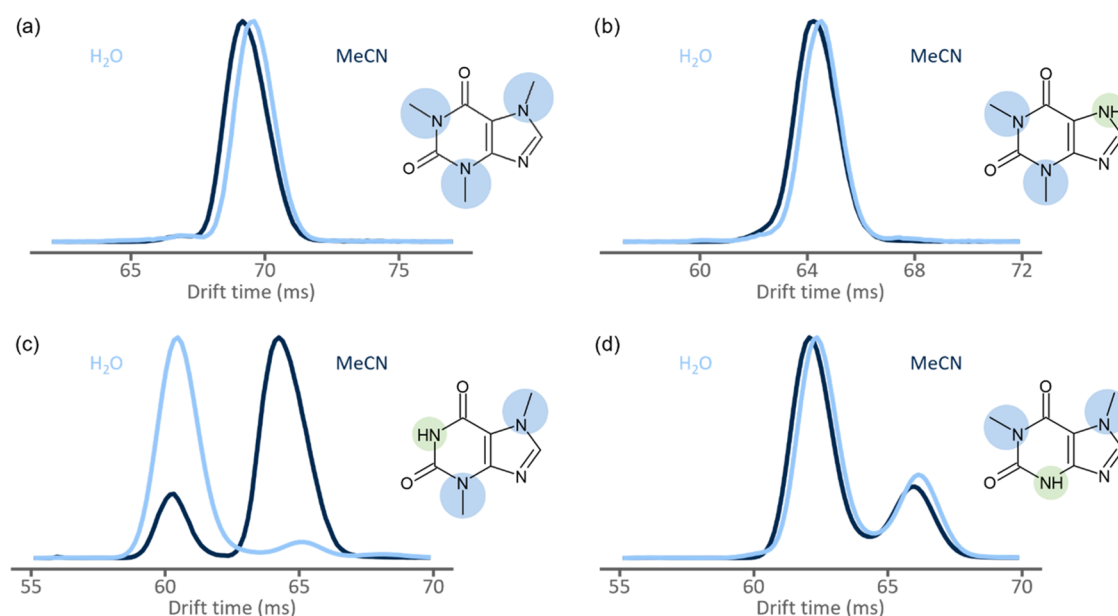 (a)
H₂O
MeCN
O
N
N
O
N
N
65
70
75
Drift time (ms)
(b)
H₂O
MeCN
O
N
NH
O
N
N
60
64
68
72
Drift time (ms)
(c)
H₂O
MeCN
O
HN
N
O
N
N
55
60
65
70
Drift time (ms)
(d)
H₂O
MeCN
O
N
N
O
NH
N
55
60
65
70
Drift time (ms)